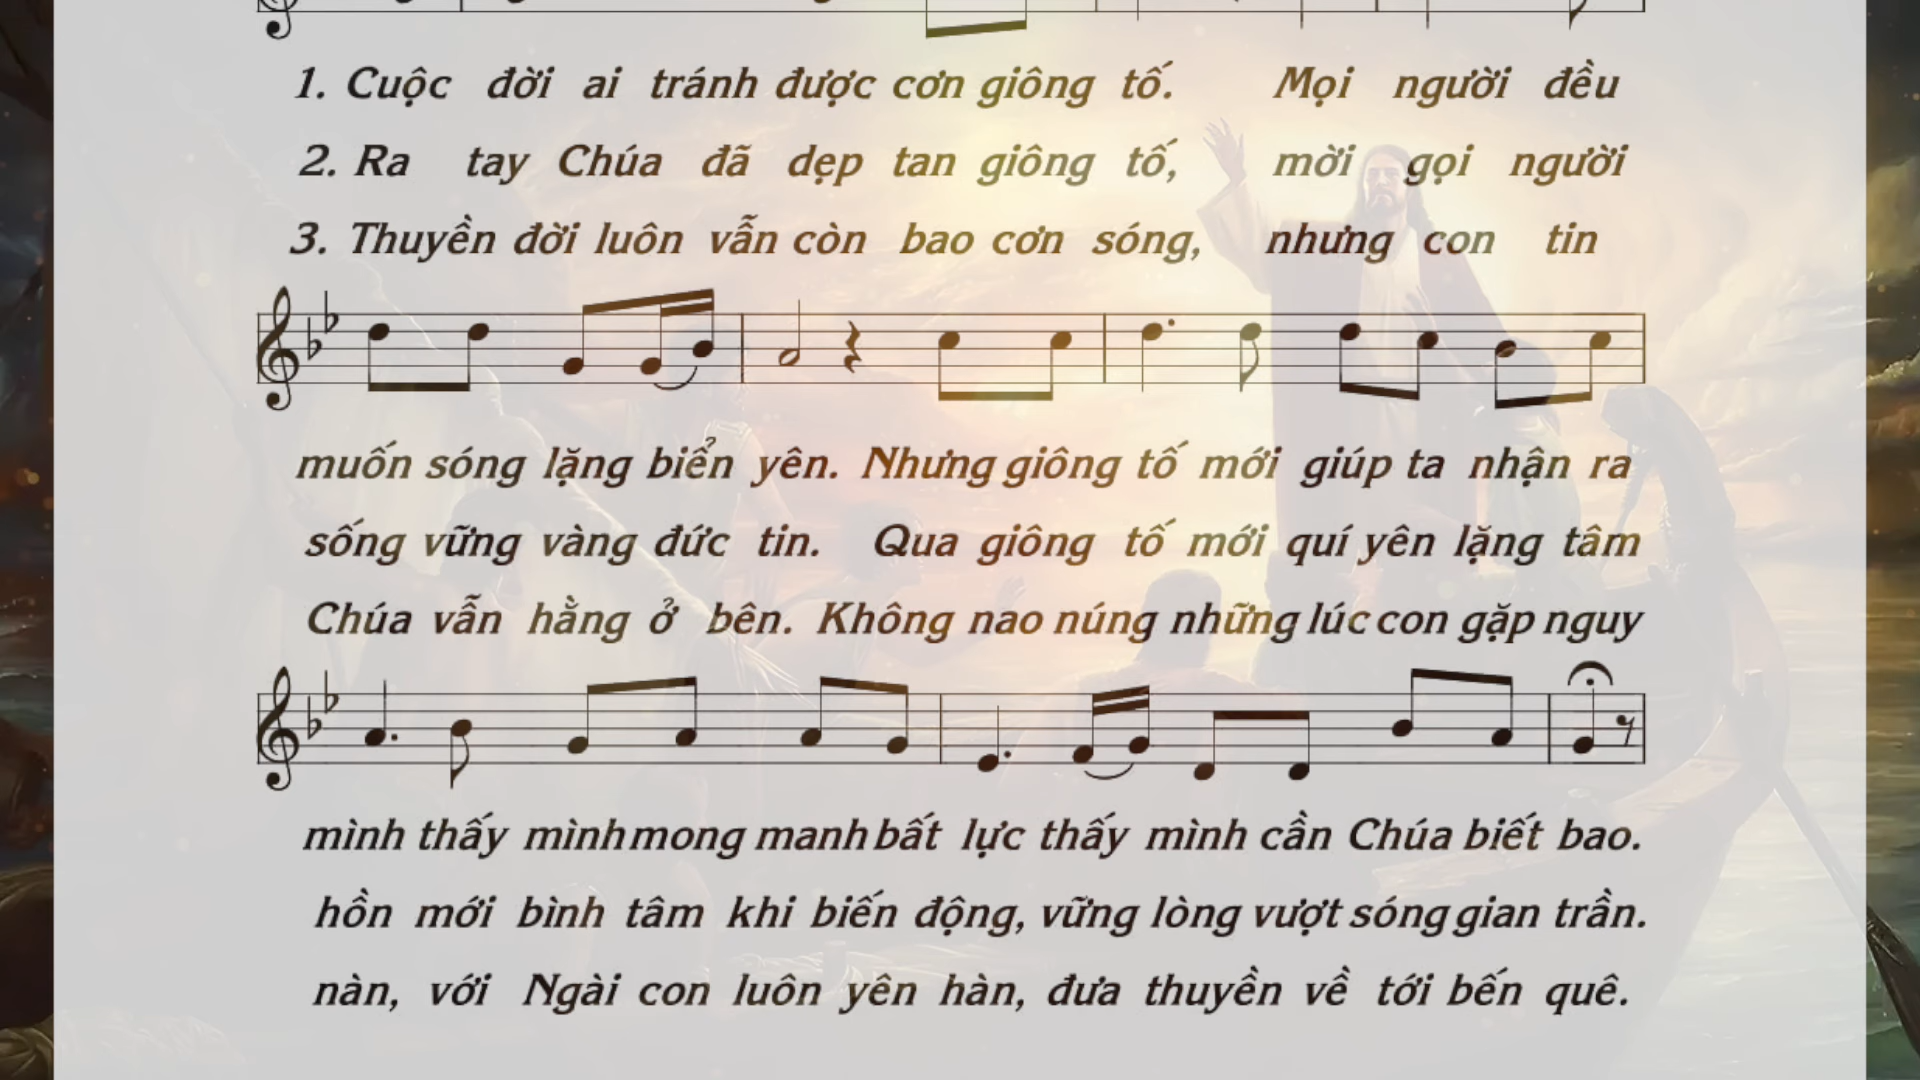 1. Cuộc đời ai tránh được cơn giông tố. Mọi người đều
2. Ra tay Chúa đã dẹp tan giông tố, mời gọi người
3. Thuyền đời luôn vẫn còn bao cơn sóng, nhưng con tin
muốn sóng lặng biển yên. Nhưng giông tố mới giúp ta nhận ra
sống vững vàng đức tin. Qua giông tố mới quí yên lặng tâm
Chúa vẫn hằng ở bên. Không nao núng những lúc con gặp nguy
mình thấy mình mong manh bất lực thấy mình cần Chúa biết bao.
hồn mới bình tâm khi biến động, vững lòng vượt sóng gian trần.
nàn, với Ngài con luôn yên hàn, đưa thuyền về tới bến quê.